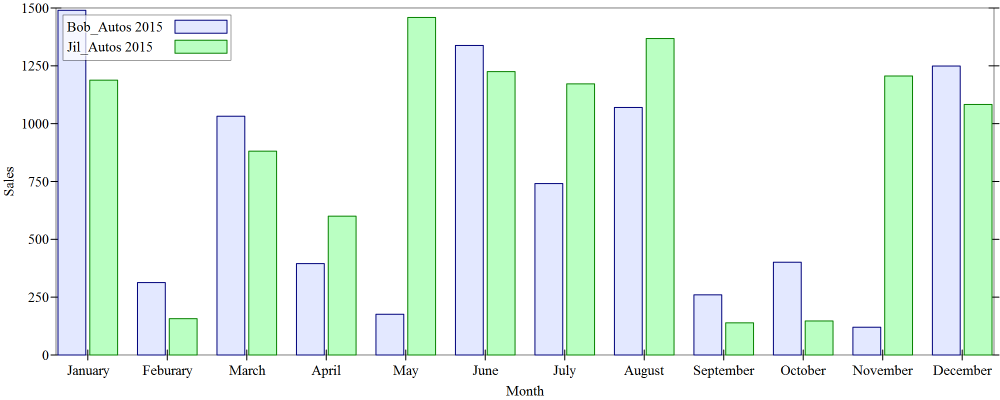 Bob_Autos 2015
Jil_Autos 2015
1500
1250
1000
750
500
250
0
Sales
January Feburary March April May June July August September October November December
Month